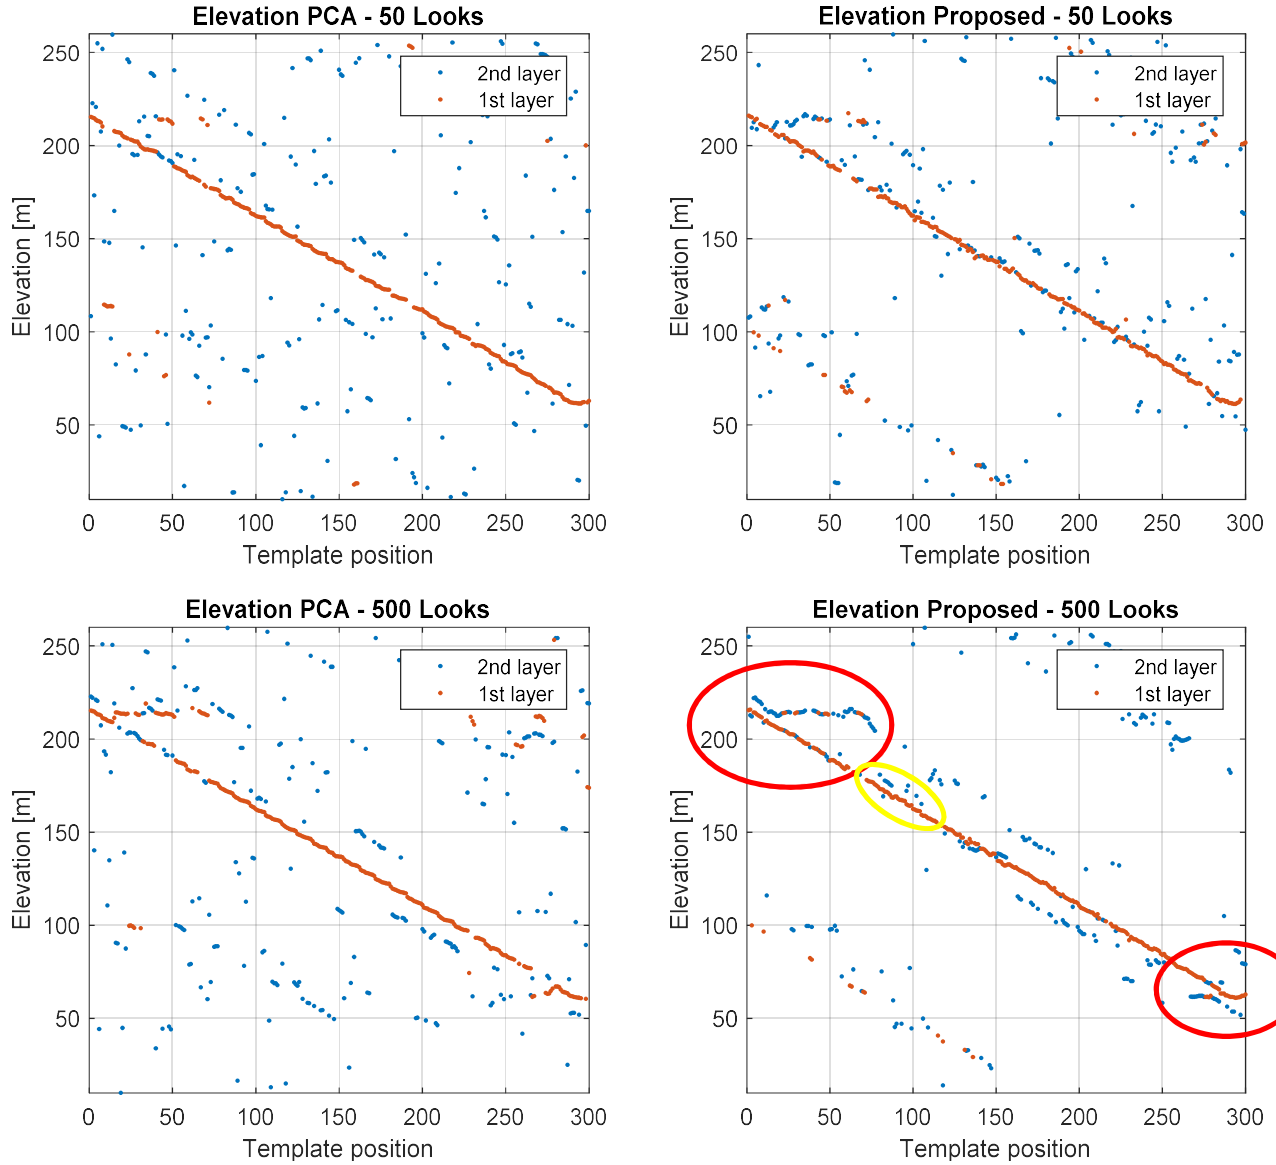 Elevation PCA - 50 Looks
250
200
150
100
50
0 50 100 150 200 250 300
Elevation [m]
Template position
2nd layer
1st layer
Elevation Proposed - 50 Looks
250
200
150
100
50
0 50 100 150 200 250 300
Elevation [m]
Template position
2nd layer
1st layer
Elevation PCA - 500 Looks
250
200
150
100
50
0 50 100 150 200 250 300
Elevation [m]
Template position
2nd layer
1st layer
Elevation Proposed - 500 Looks
250
200
150
100
50
0 50 100 150 200 250 300
Elevation [m]
Template position
2nd layer
1st layer